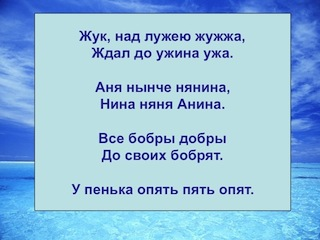 Жук, над лужею жужжа,
Ждал до ужина ужа.
Аня нынче нянина,
Нина няня Анина.
Все бобры добры
До своих бобрят.
У пенька опять пять опят.